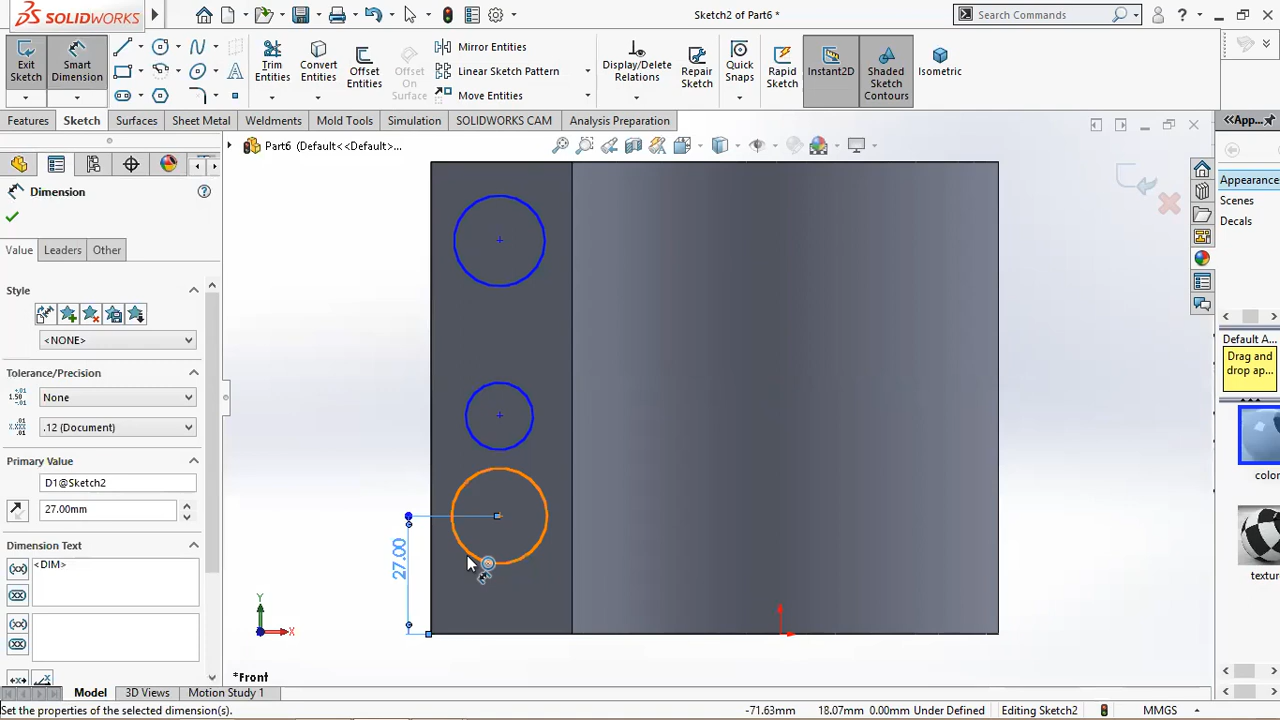 SOLIDWORKS
Sketch2 of Part6 *
Search Commands
Exit Sketch
Smart Dimension
Trim Entities
Convert Entities
Offset Entities
Offset On Surface
Mirror Entities
Linear Sketch Pattern
Move Entities
Display/Delete Relations
Repair Sketch
Quick Snaps
Rapid Sketch
Instant2D
Shaded Sketch Contours
Isometric
Features
Sketch
Surfaces
Sheet Metal
Weldments
Mold Tools
Simulation
SOLIDWORKS CAM
Analysis Preparation
Part6 (Default<<Default>...
<<App...
Dimension
Value
Leaders
Other
Style
<NONE>
Tolerance/Precision
None
.12 (Document)
Primary Value
D1@Sketch2
27.00mm
Dimension Text
<DIM>
27.00
Y
X
*Front
Appearance
Scenes
Decals
Default A...
Drag and drop ap...
color
textur
Model
3D Views
Motion Study 1
Set the properties of the selected dimension(s).
-71.63mm
18.07mm
0.00mm
Under Defined
Editing Sketch2
MMGS